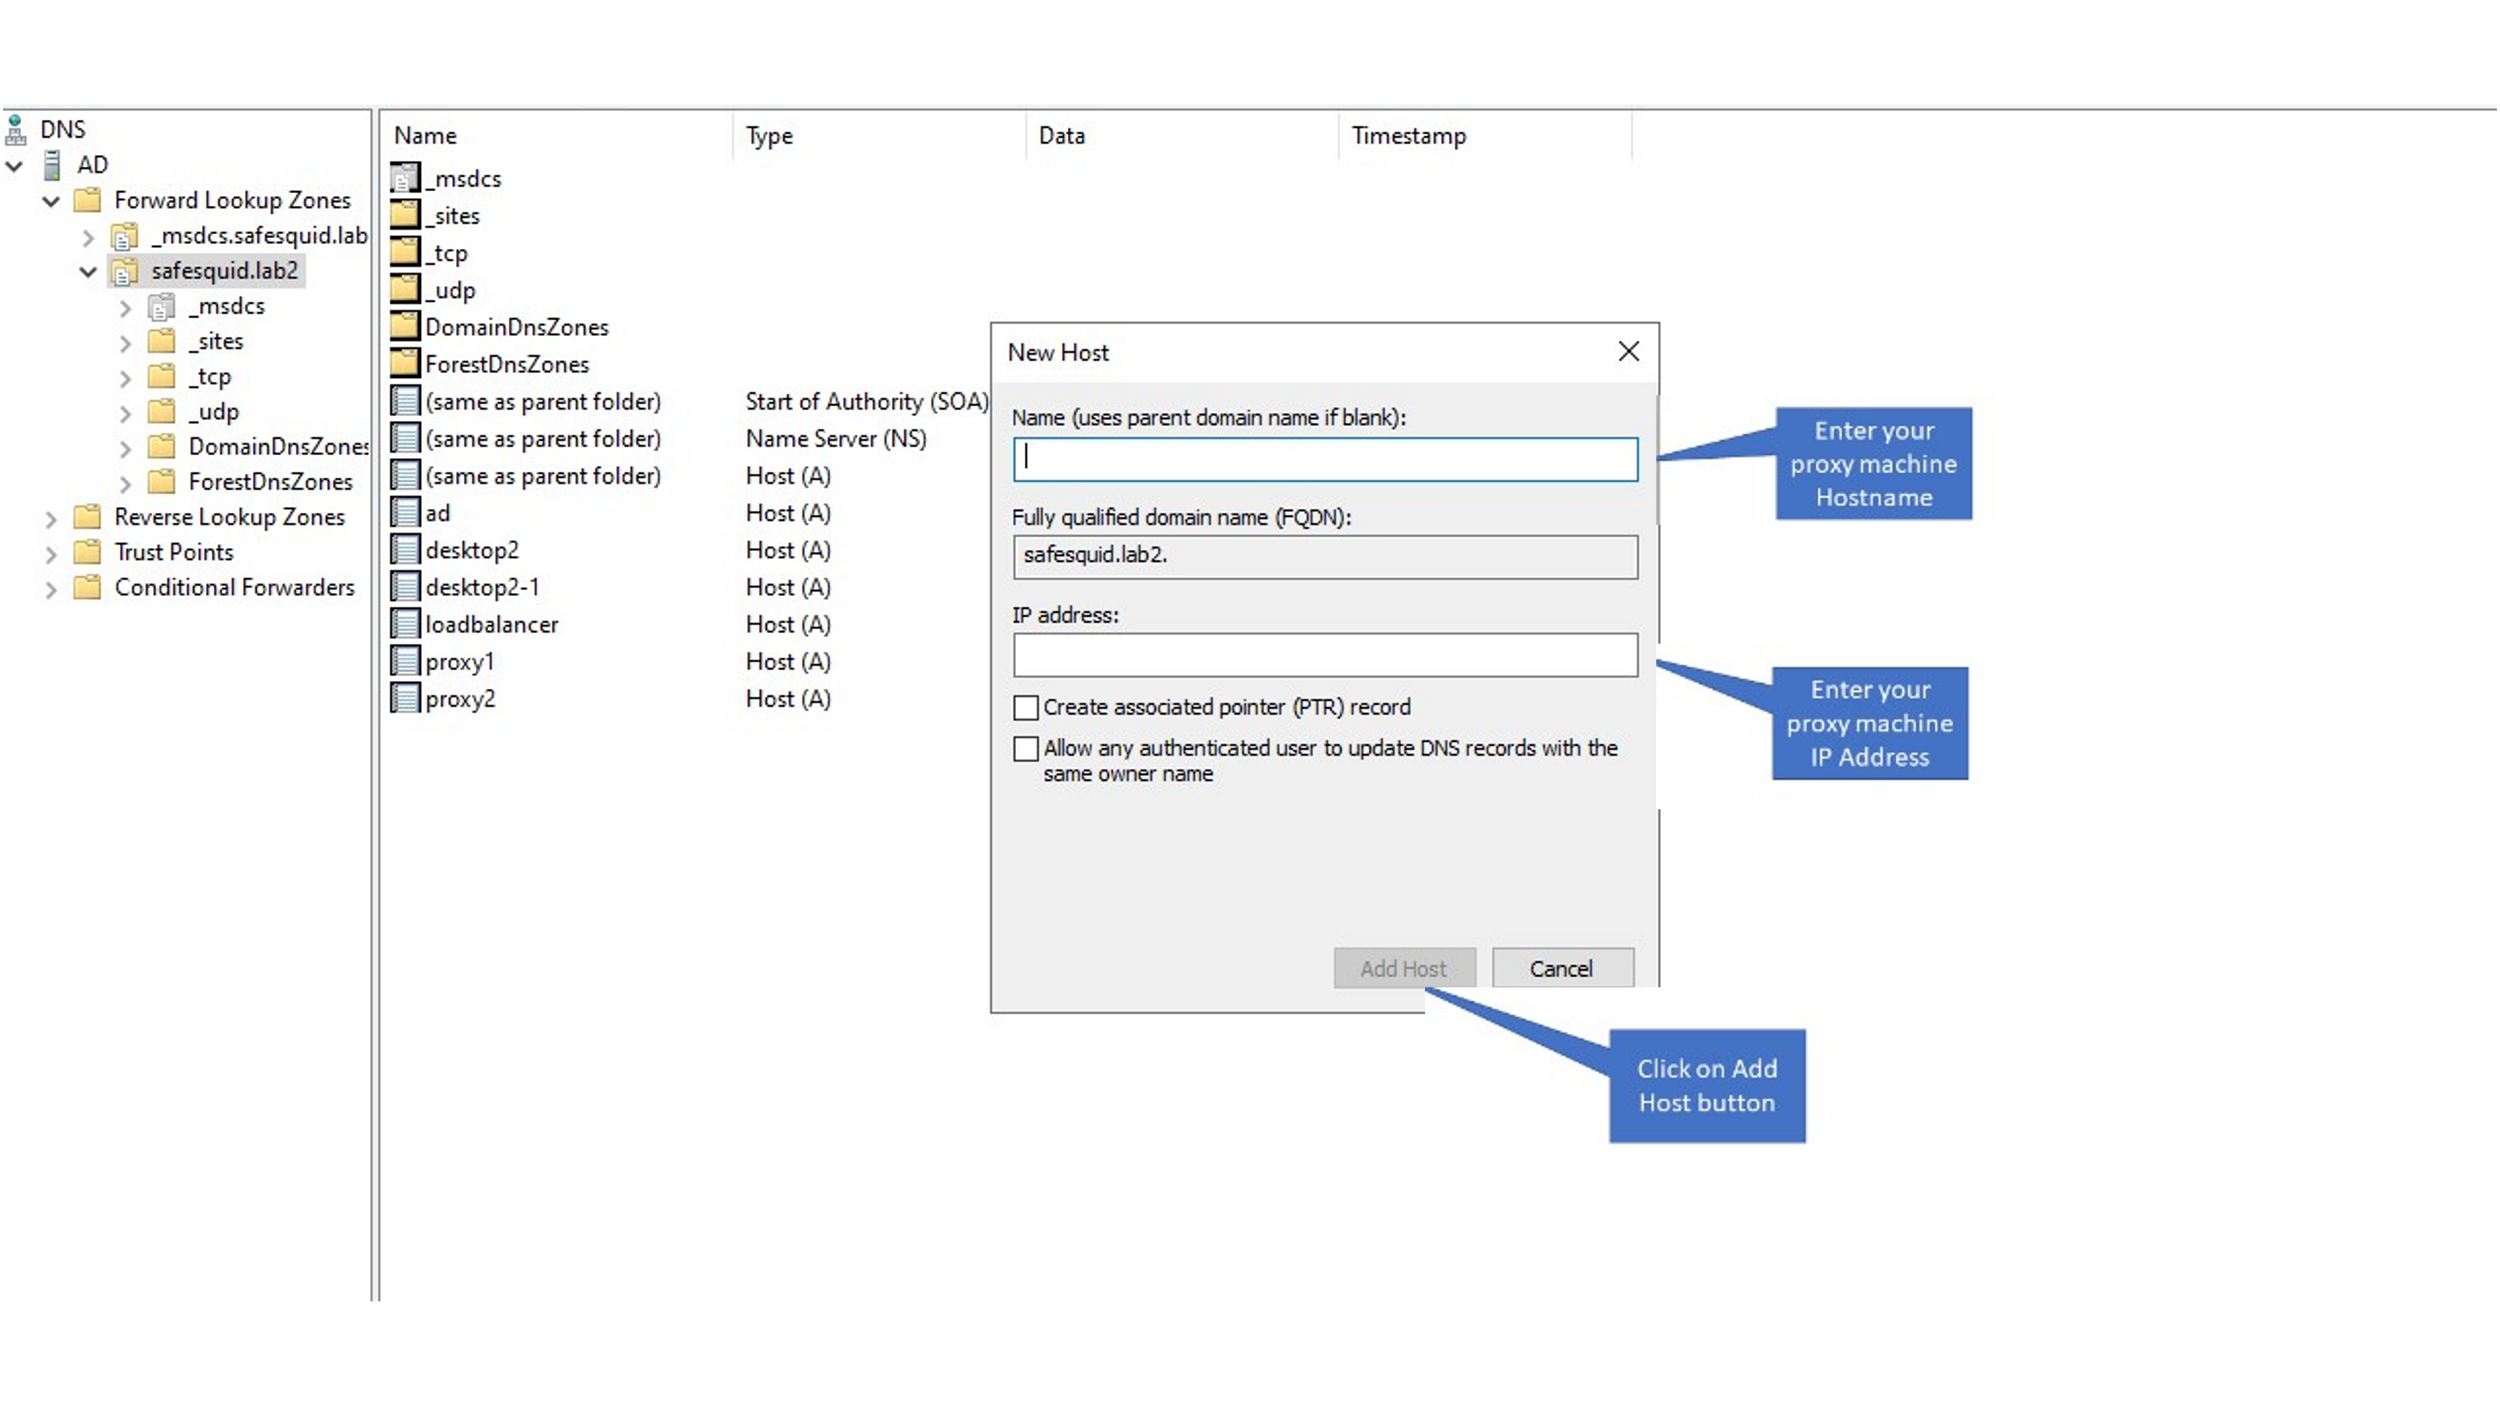 DNS
AD
Forward Lookup Zones
_msdcs.safesquid.lab
safesquid.lab2
_msdcs
_sites
_tcp
_udp
DomainDnsZones
ForestDnsZones
Reverse Lookup Zones
Trust Points
Conditional Forwarders
Name Type Data Timestamp
_msdcs
_sites
_tcp
_udp
DomainDnsZones
ForestDnsZones
(same as parent folder) Start of Authority (SOA)
(same as parent folder) Name Server (NS)
(same as parent folder) Host (A)
ad Host (A)
desktop2 Host (A)
desktop2-1 Host (A)
loadbalancer Host (A)
proxy1 Host (A)
proxy2 Host (A)
New Host
Name (uses parent domain name if blank):
Fully qualified domain name (FQDN):
safesquid.lab2.
IP address:
Create associated pointer (PTR) record
Allow any authenticated user to update DNS records with the
same owner name
Add Host Cancel
Enter your
proxy machine
Hostname
Enter your
proxy machine
IP Address
Click on Add
Host button